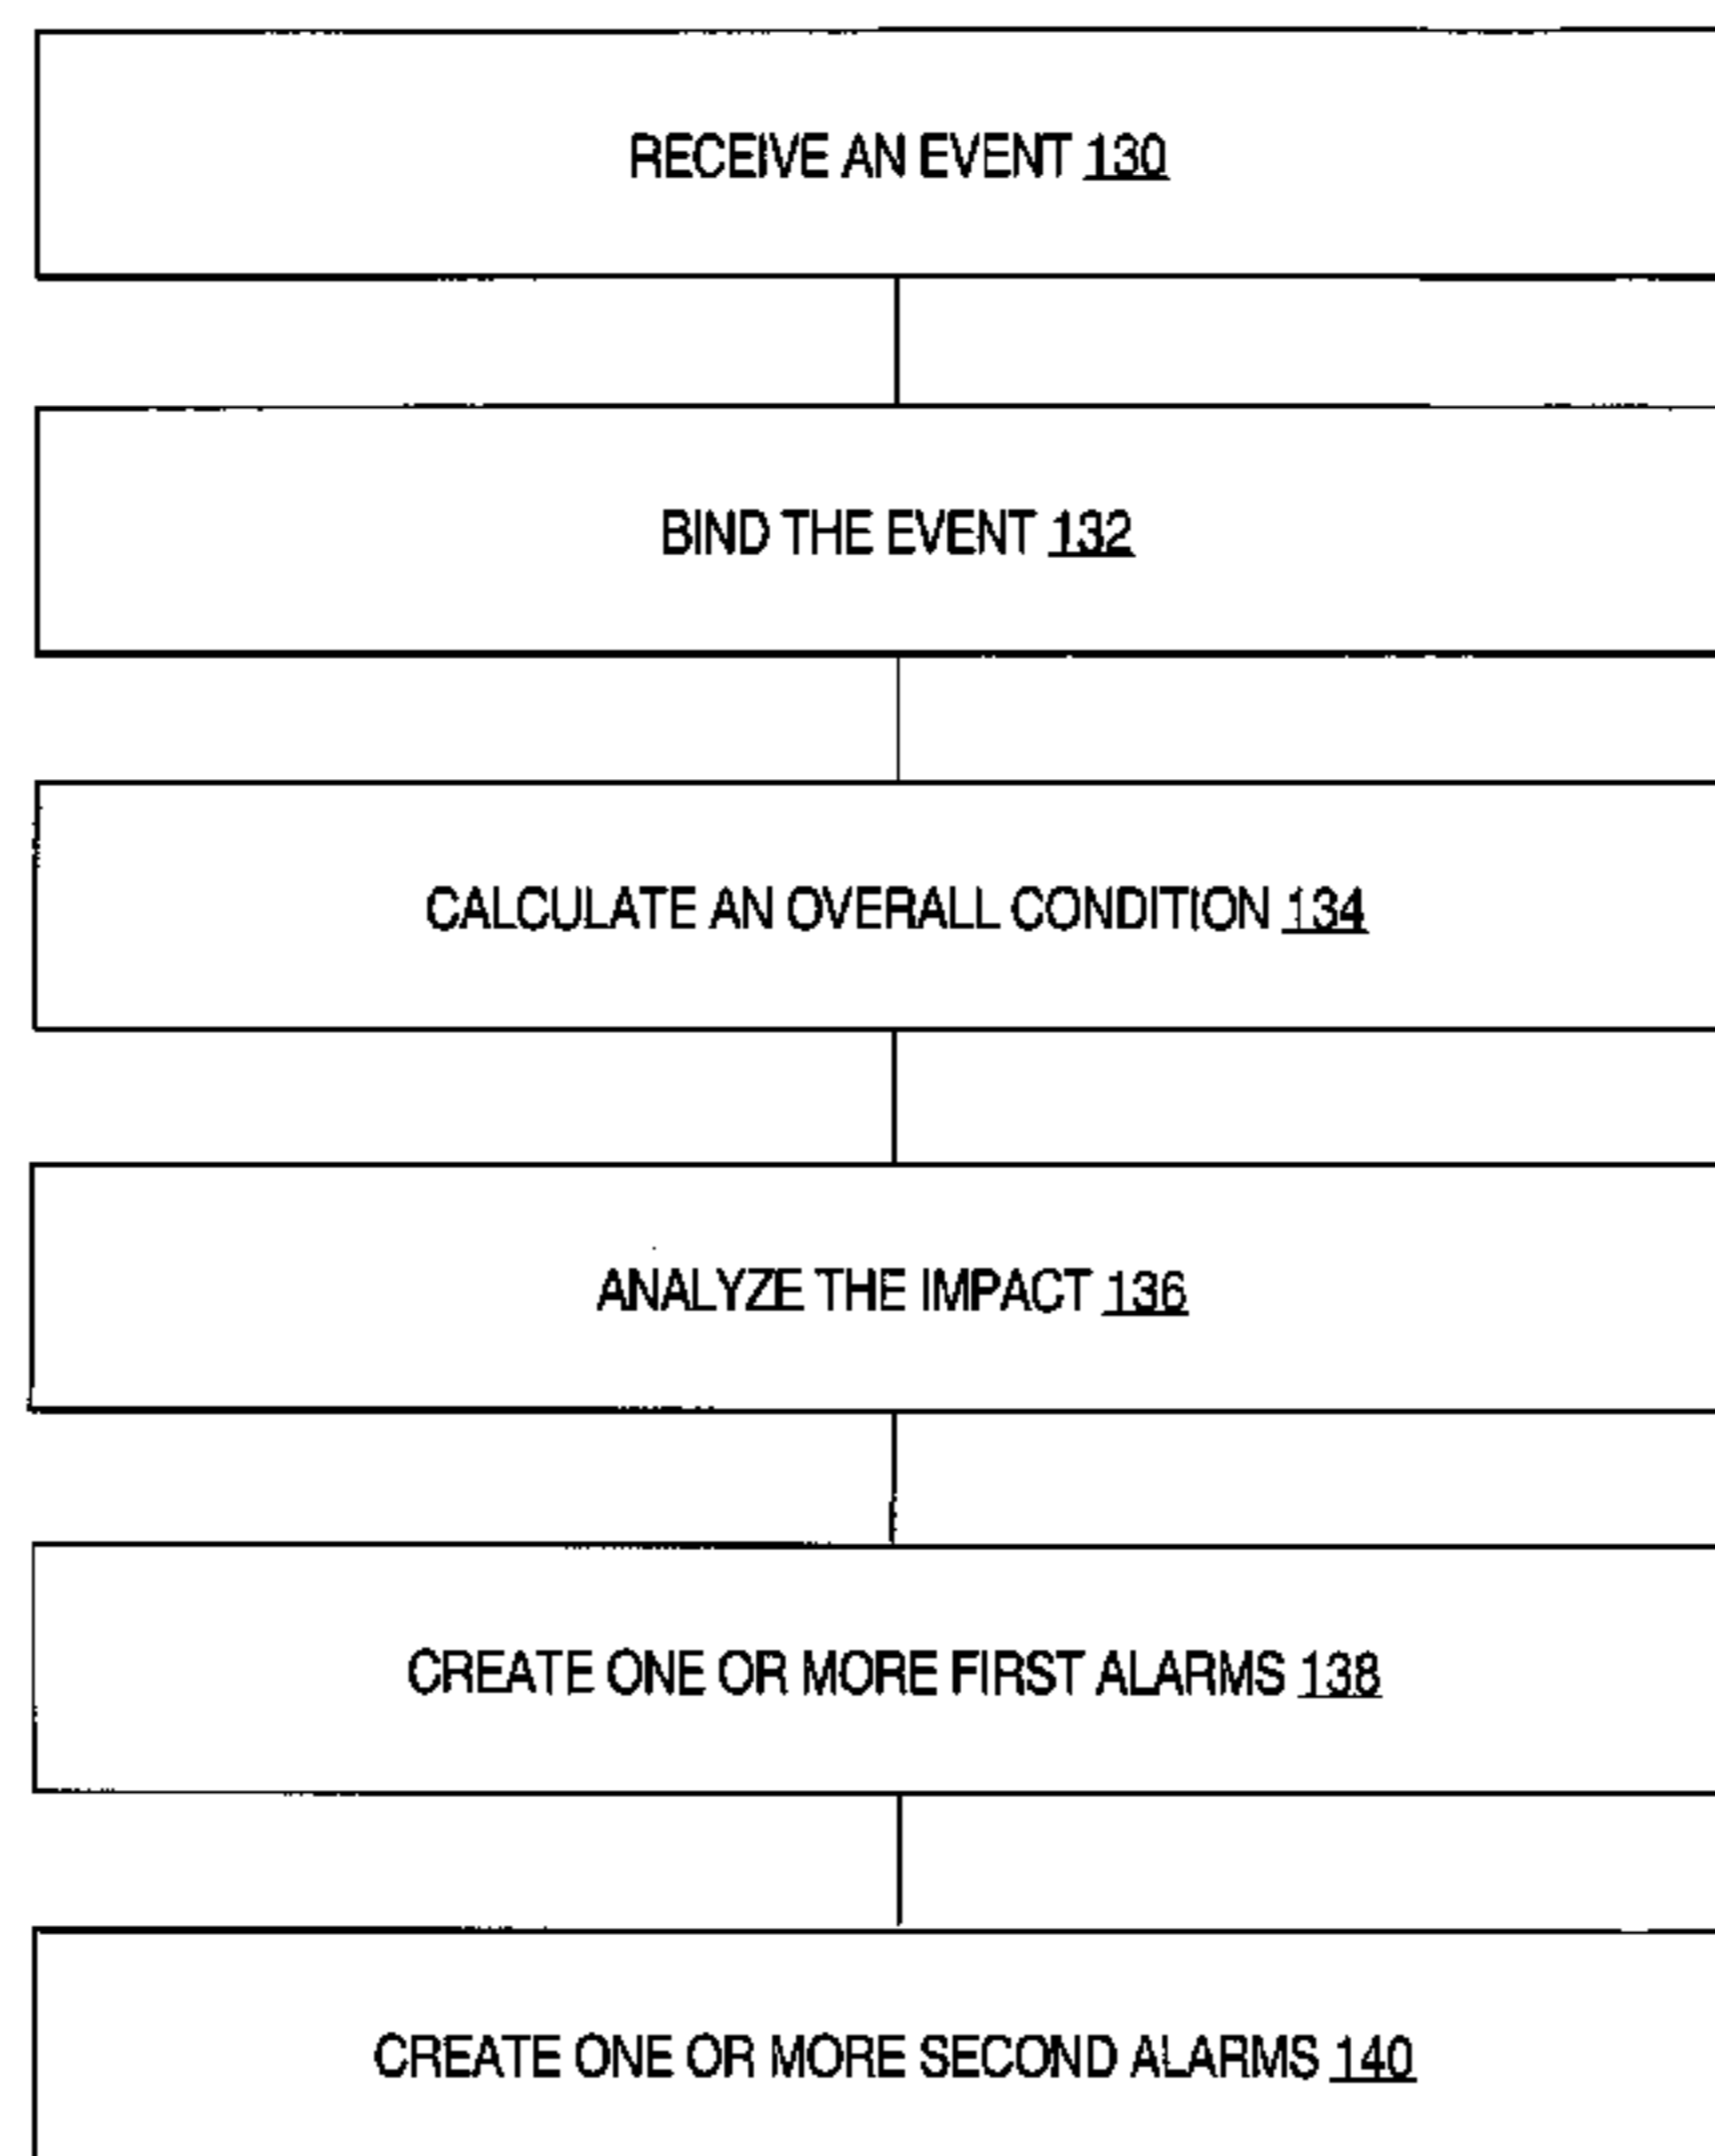 RECEIVE AN EVENT 130
BIND THE EVENT 132
CALCULATE AN OVERALL CONDITION 134
ANALYZE THE IMPACT 136
CREATE ONE OR MORE FIRST ALARMS 138
CREATE ONE OR MORE SECOND ALARMS 140